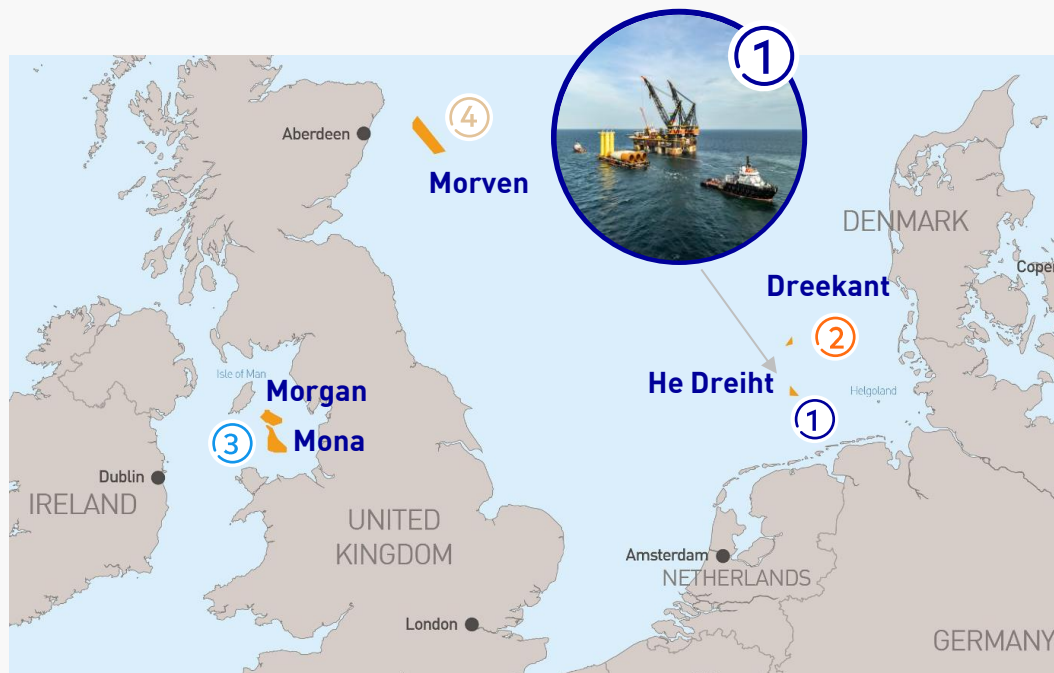 1
Aberdeen
4
Morven
DENMARK
Dreekant
2
He Dreiht
Helgoland
1
Isle of Man
Morgan
3
Mona
Dublin
IRELAND
UNITED
KINGDOM
Amsterdam
NETHERLANDS
London
GERMANY